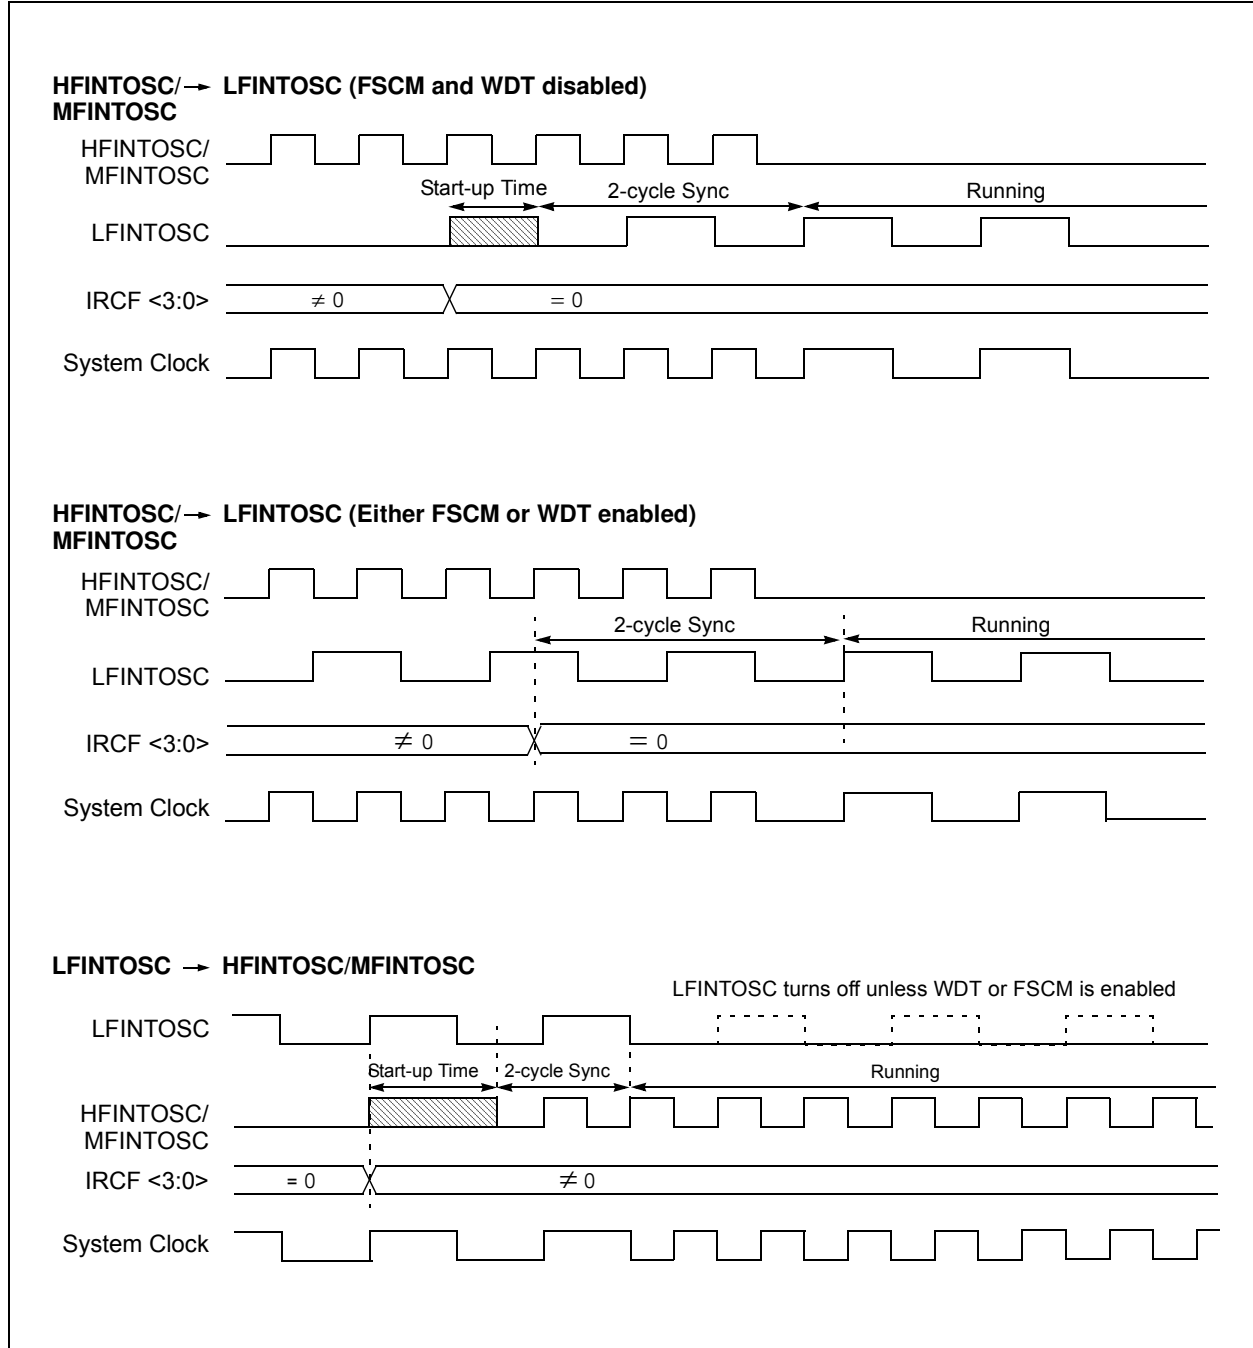 HFINTOSC/→ LFINTOSC (FSCM and WDT disabled)
MFINTOSC
HFINTOSC/
MFINTOSC
Start-up Time 2-cycle Sync Running
LFINTOSC
IRCF <3:0> ≠ 0 = 0
System Clock
HFINTOSC/→ LFINTOSC (Either FSCM or WDT enabled)
MFINTOSC
HFINTOSC/
MFINTOSC
2-cycle Sync Running
LFINTOSC
IRCF <3:0> ≠ 0 = 0
System Clock
LFINTOSC → HFINTOSC/MFINTOSC
LFINTOSC turns off unless WDT or FSCM is enabled
LFINTOSC
Start-up Time 2-cycle Sync Running
HFINTOSC/
MFINTOSC
IRCF <3:0> = 0 ≠ 0
System Clock